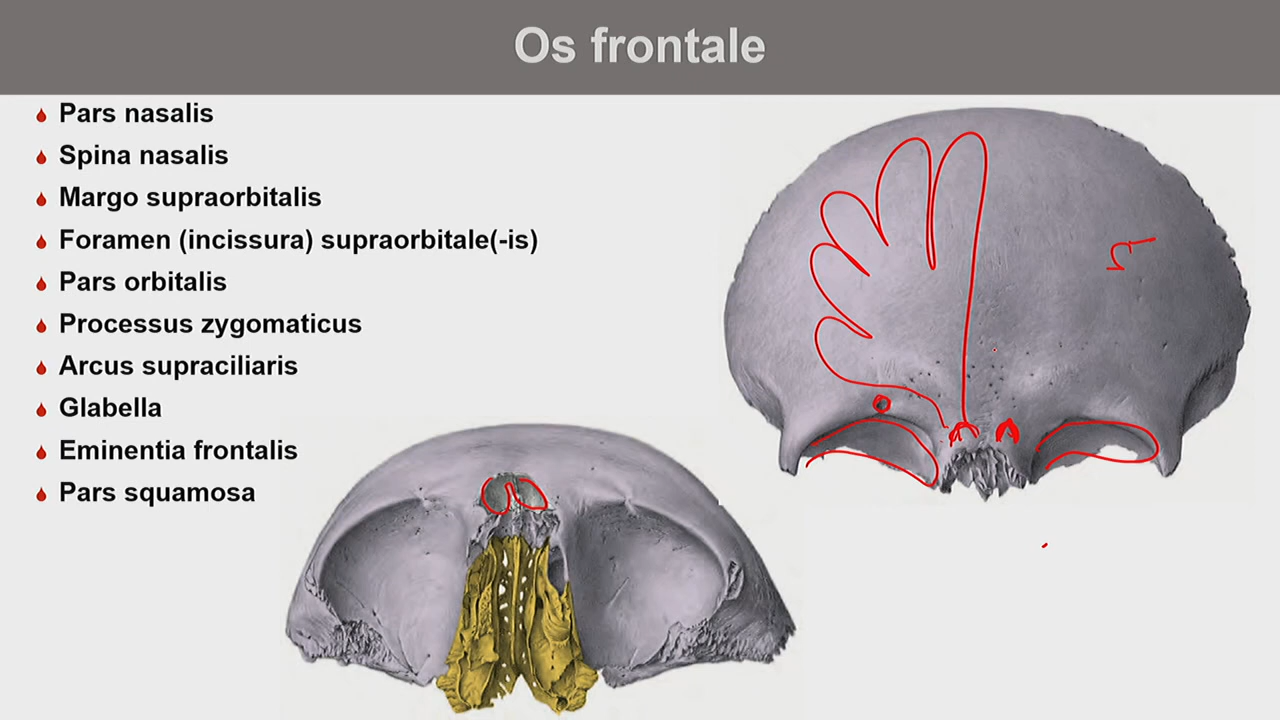 Os frontale
Pars nasalis
Spina nasalis
Margo supraorbitalis
Foramen (incissura) supraorbitale(-is)
Pars orbitalis
Processus zygomaticus
Arcus supraciliaris
Glabella
Eminentia frontalis
Pars squamosa